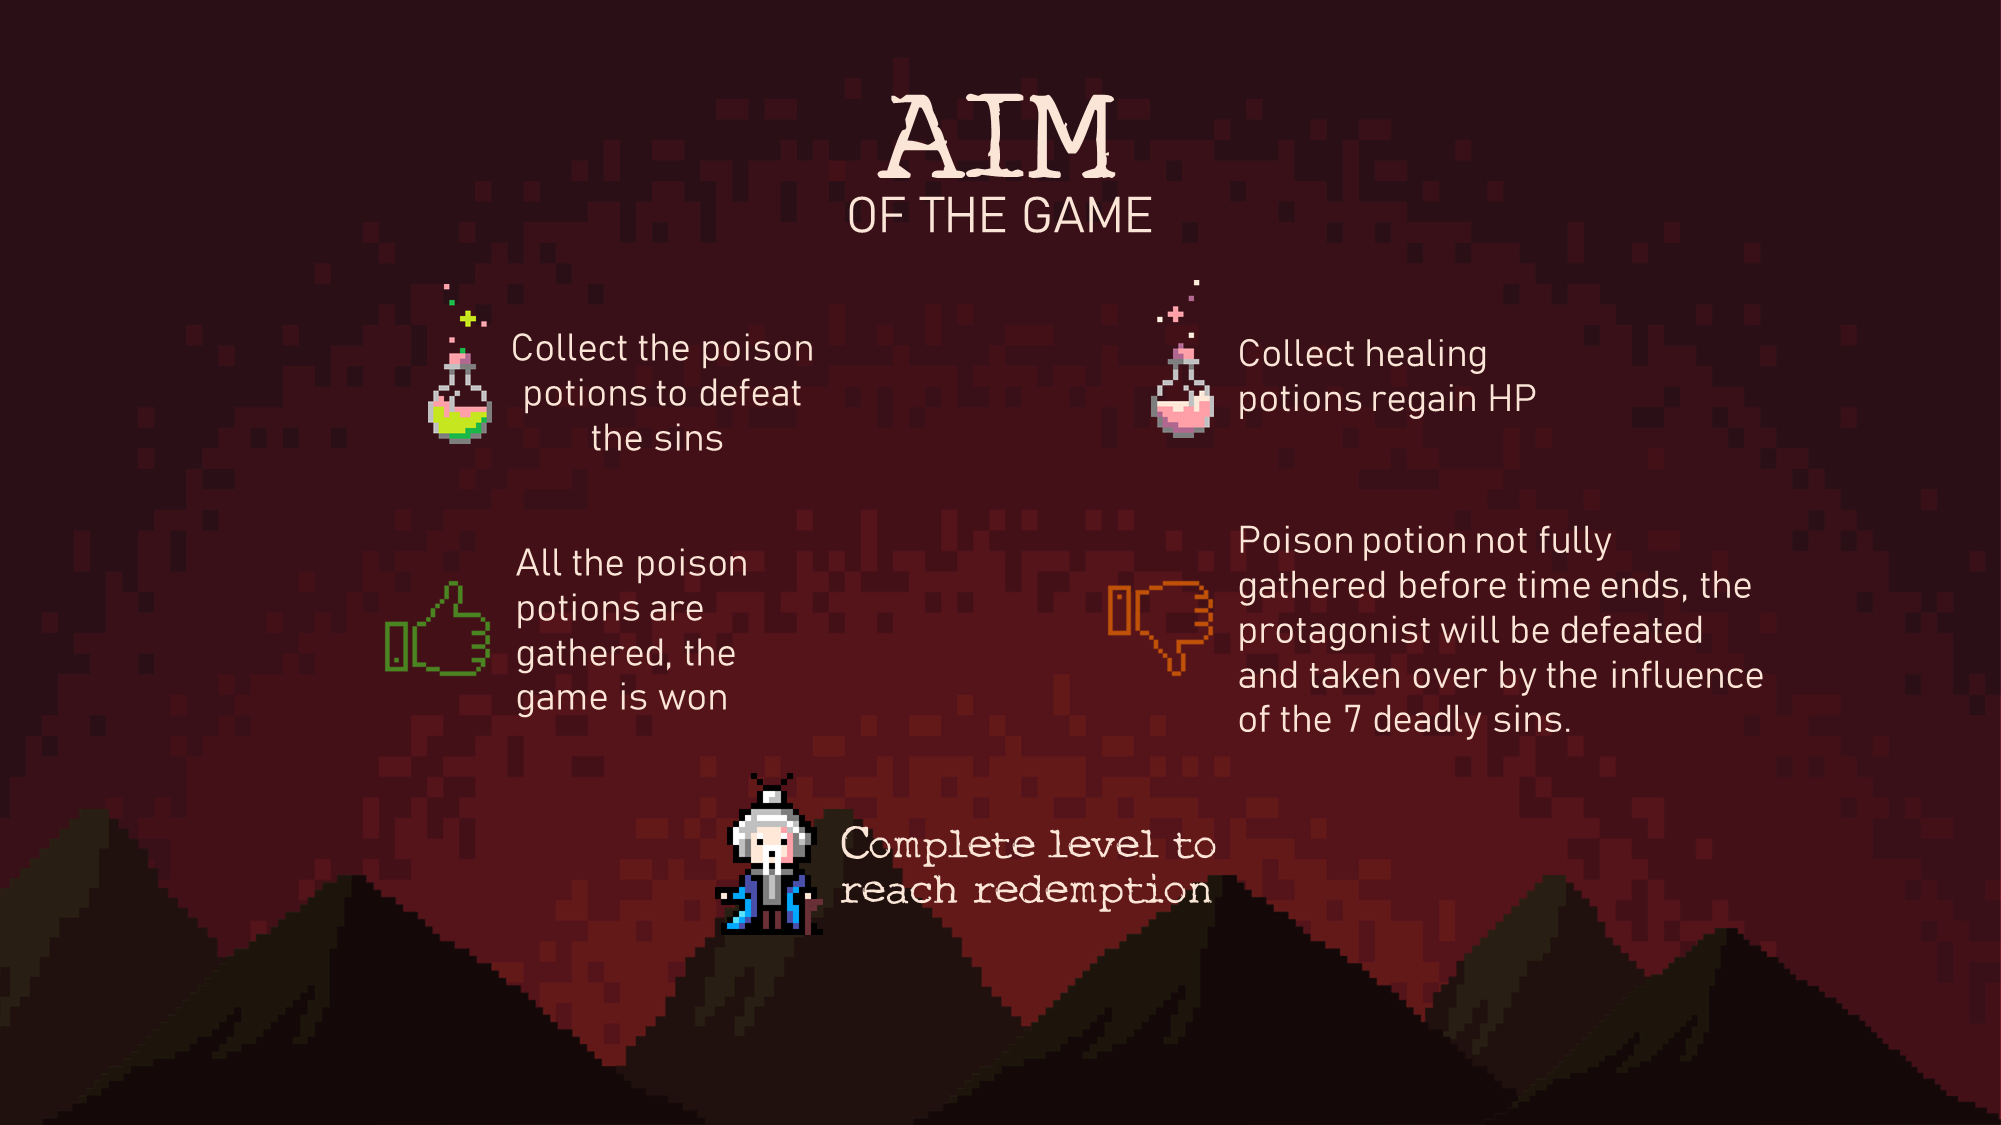 AIM
OF THE GAME
Collect the poison
potions to defeat
the sins
Collect healing
potions regain HP
All the poison
potions are
gathered, the
game is won
Poison potion not fully
gathered before time ends, the
protagonist will be defeated
and taken over by the influence
of the 7 deadly sins.
Complete level to
reach redemption